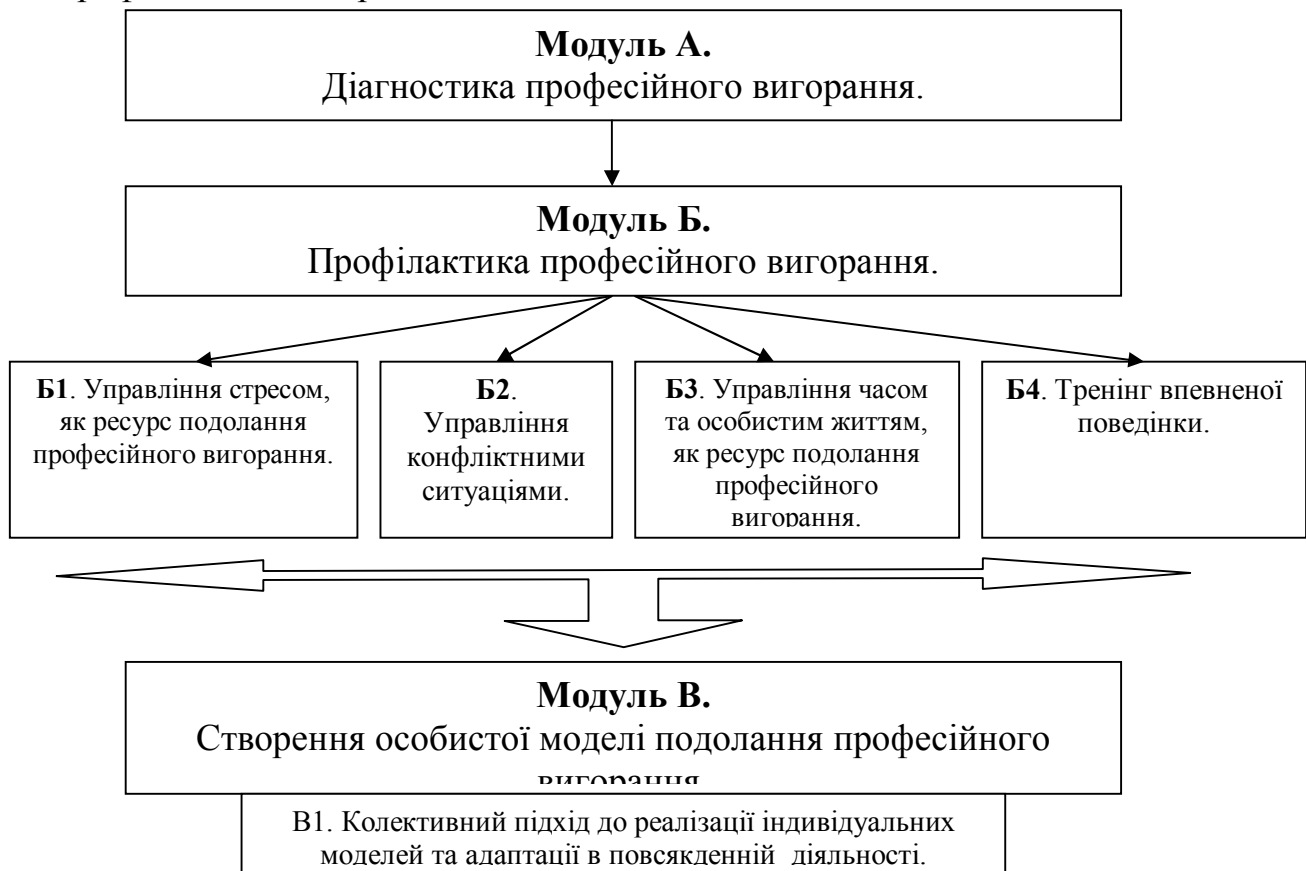 Модуль А.
Діагностика професійного вигорання.
Модуль Б.
Профілактика професійного вигорання.
Б1. Управління стресом,
як ресурс подолання
професійного вигорання.
Б2.
Управління
конфліктними
ситуаціями.
Б3. Управління часом
та особистим життям,
як ресурс подолання
професійного
вигорання.
Б4. Тренінг впевненої
поведінки.
Модуль В.
Створення особистої моделі подолання професійного
вигорання
В1. Колективний підхід до реалізації індивідуальних
моделей та адаптації в повсякденній діяльності.